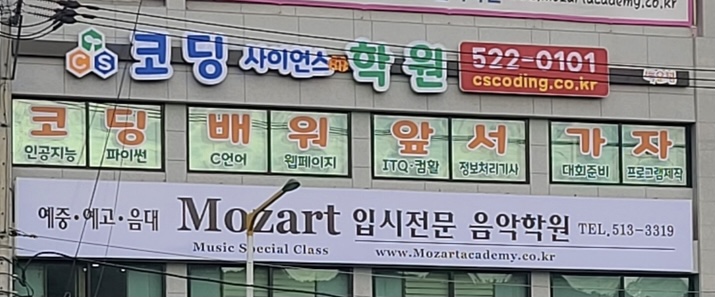 mozartacademy.co.kr
CCS 코딩 사이언스 학원 522-0101
cscoding.co.kr
코딩 배워 앞서 가자
인공지능 파이썬 C언어 웹페이지 ITQ·컴활 정보처리기사 대회준비 프로그램제작
예중·예고·음대 Mozart 입시전문 음악학원 TEL.513-3319
Music Special Class www.Mozartacademy.co.kr